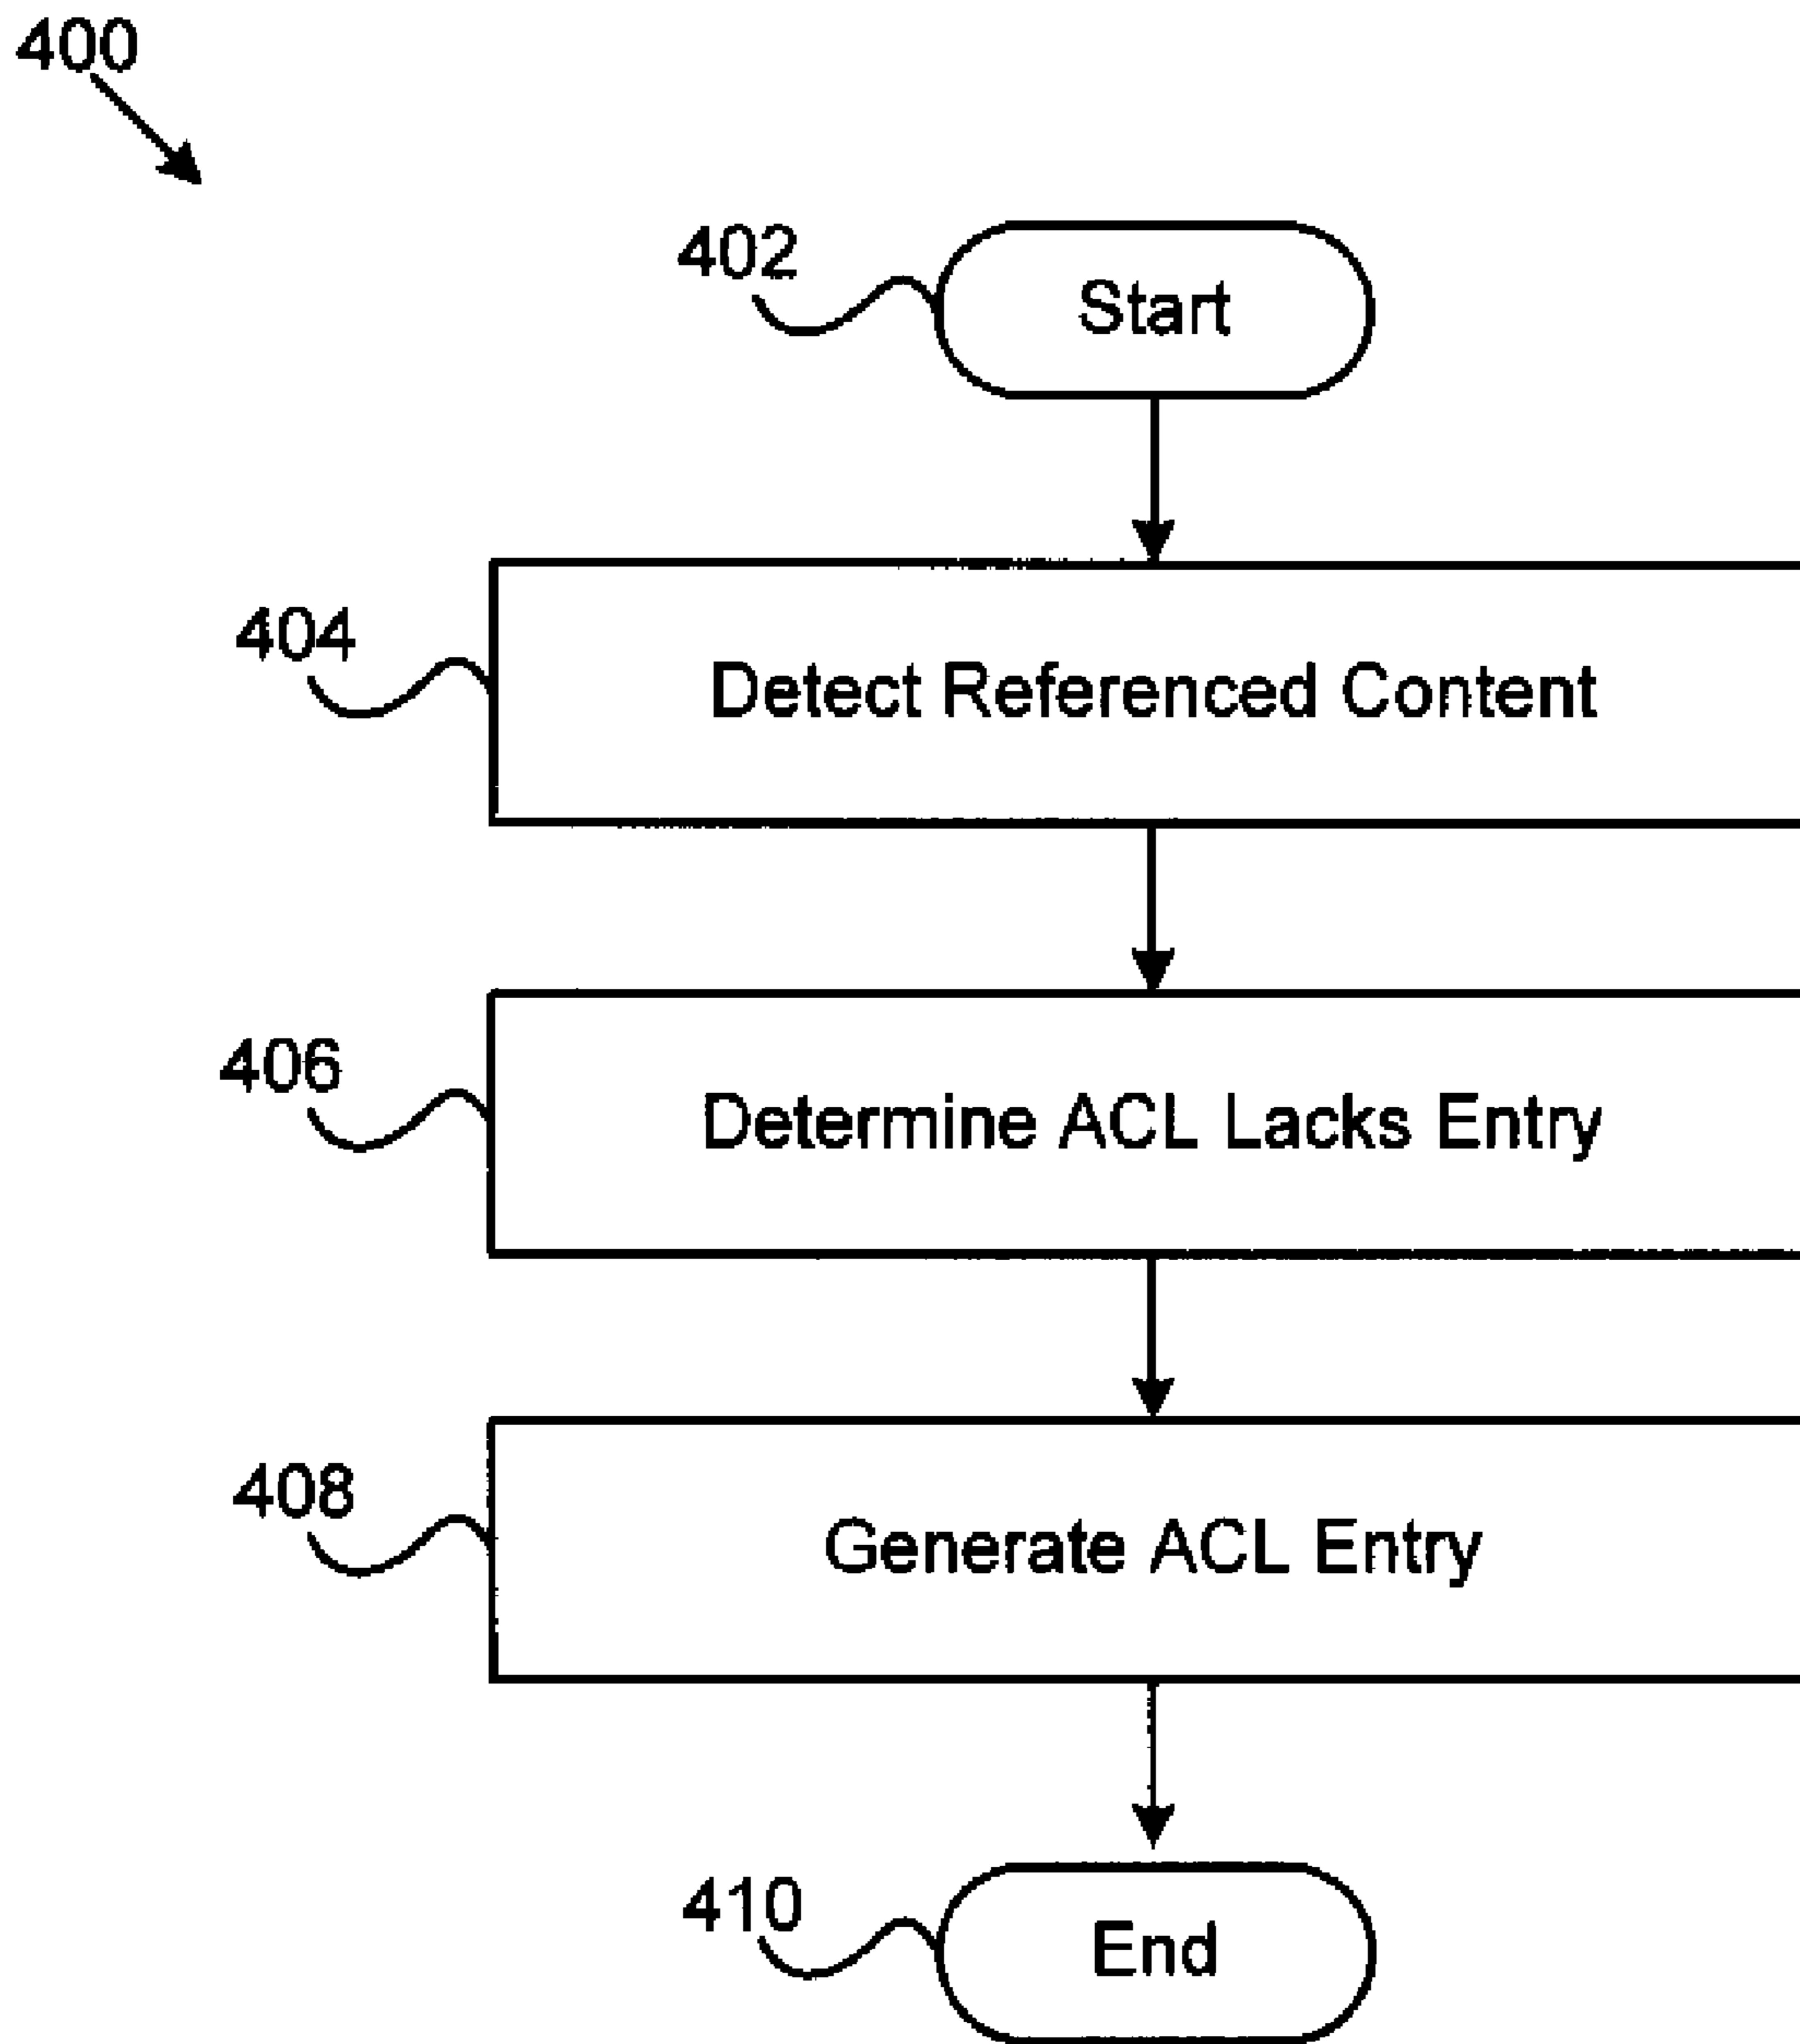 400
402
Start
404
Detect Referenced Content
406
Determine ACL Lacks Entry
408
Generate ACL Entry
410
End